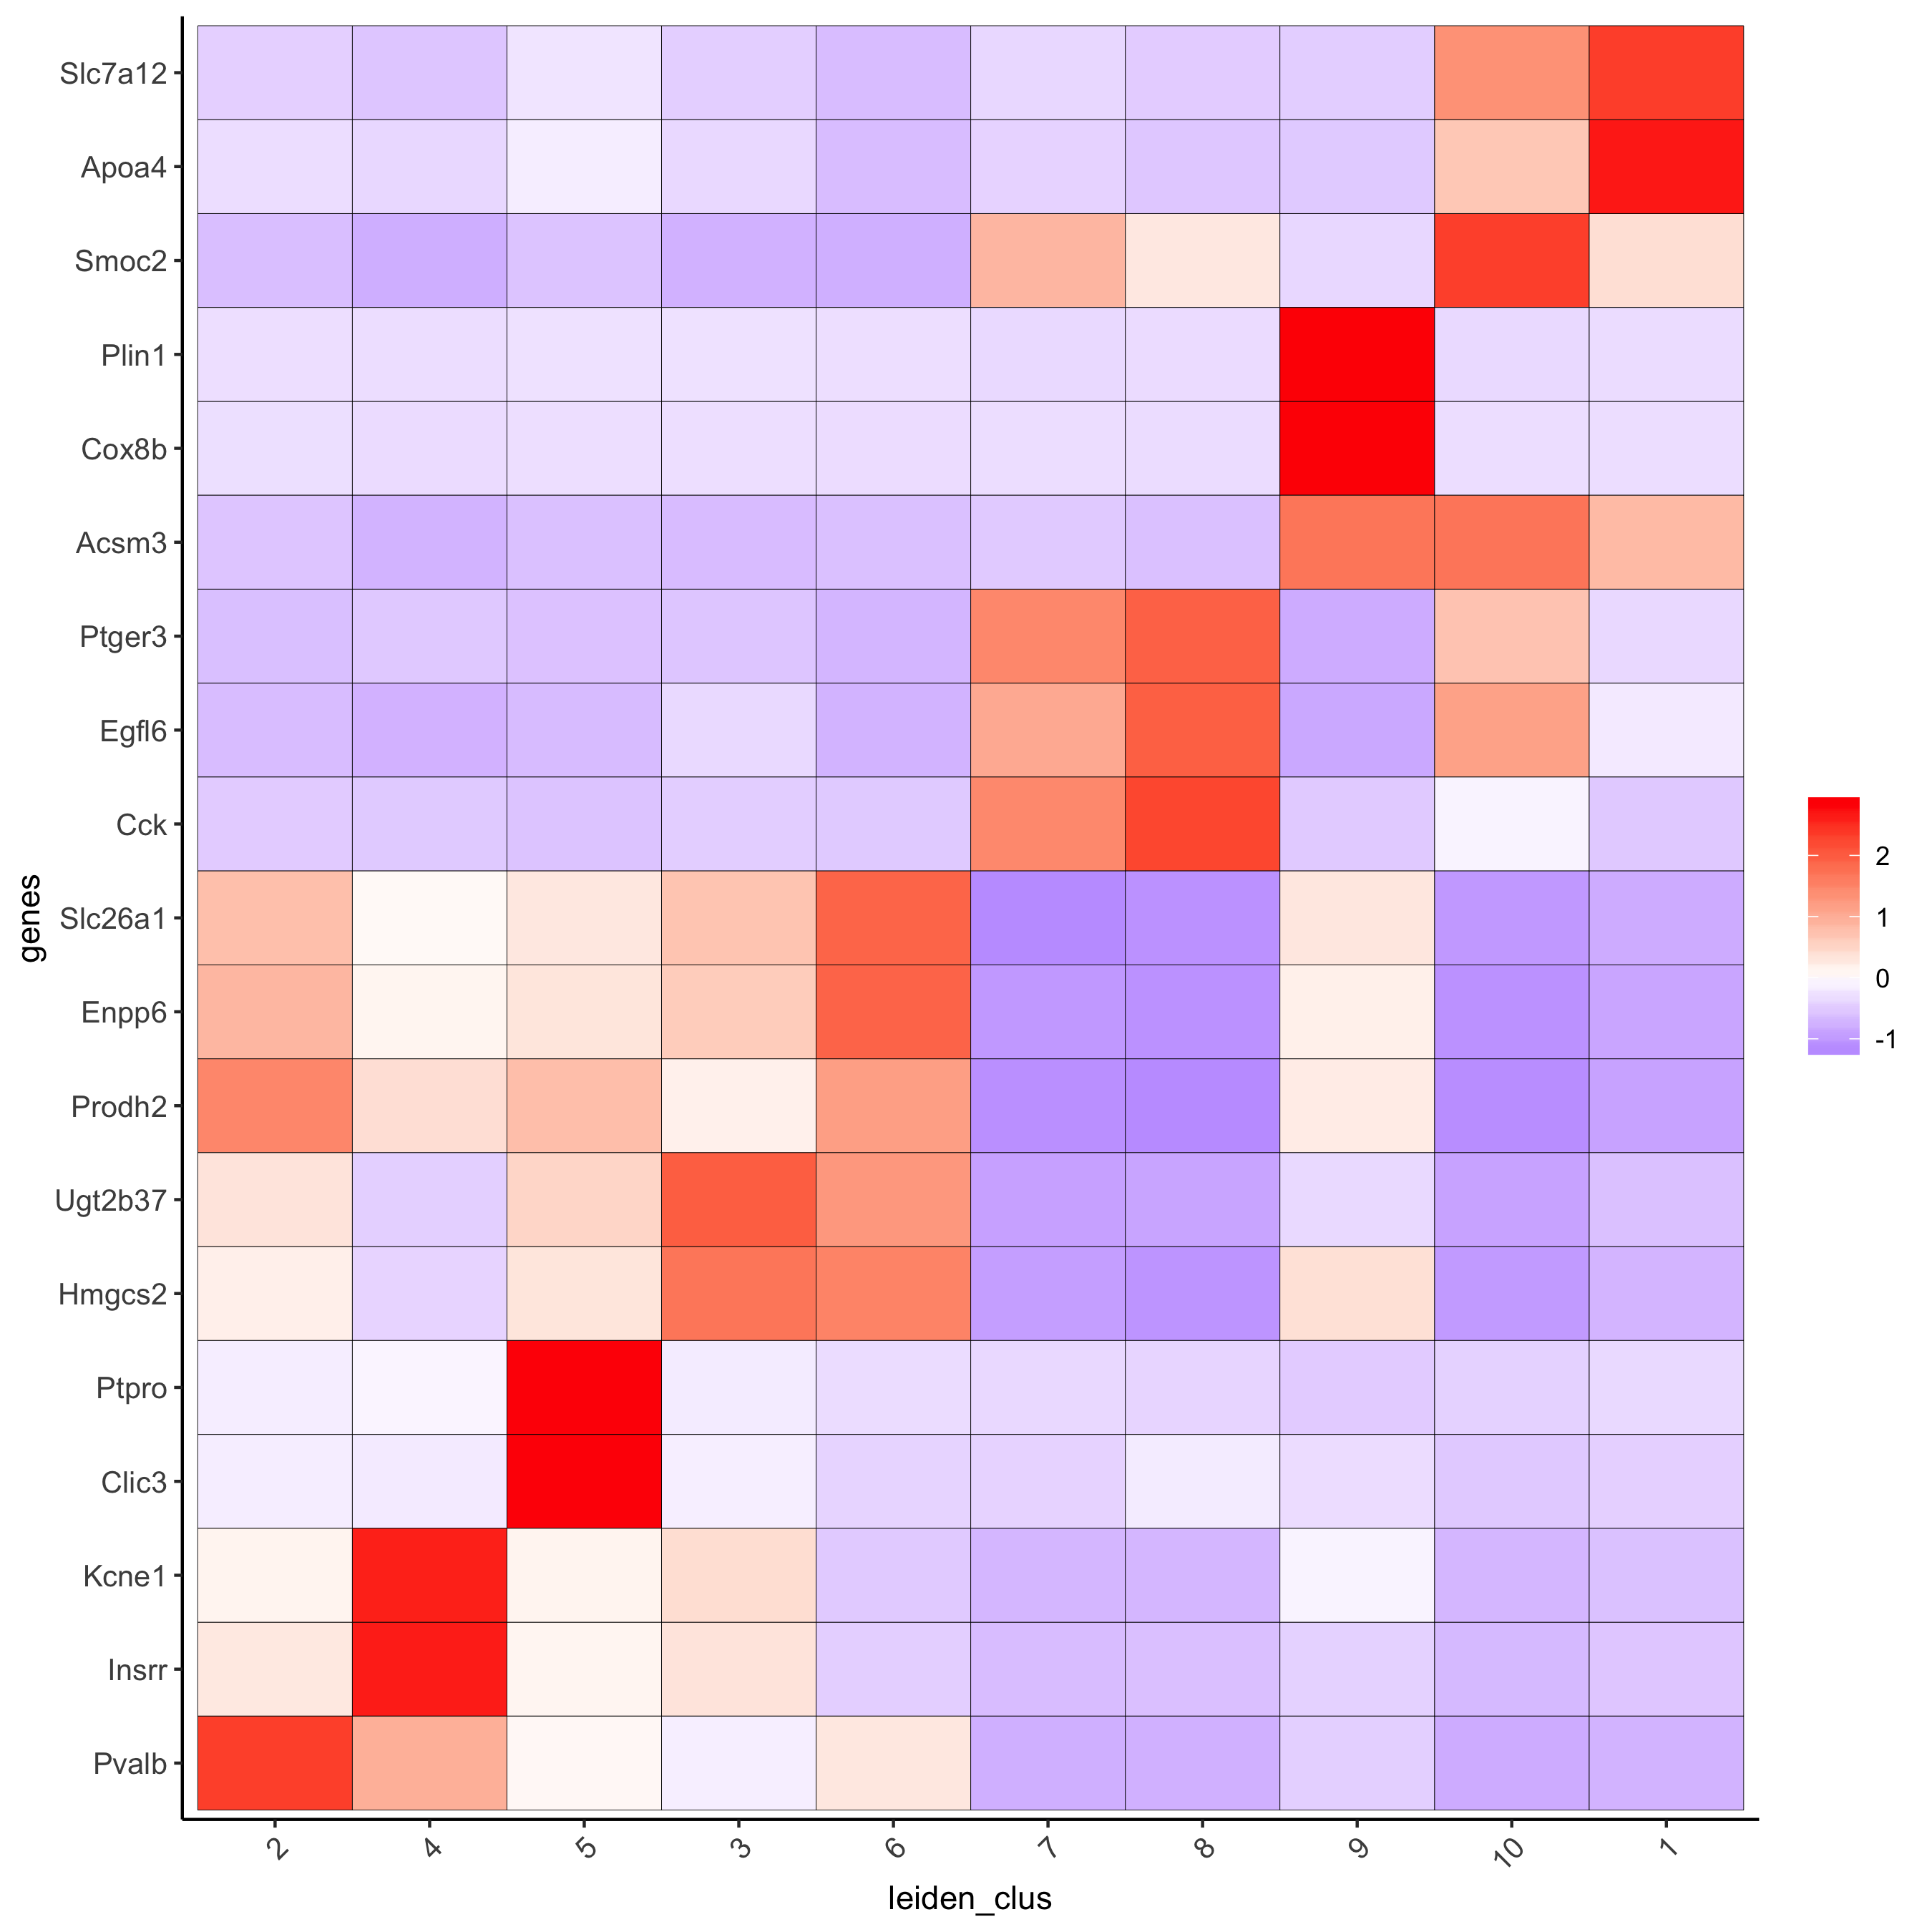 Slc7a12
Apoa4
Smoc2
Plin1
Cox8b
Acsm3
Ptger3
Egfl6
Cck
Slc26a1
Enpp6
Prodh2
Ugt2b37
Hmgcs2
Ptpro
Clic3
Kcne1
Insrr
Pvalb
genes
2 4 5 3 6 7 8 9 10 1
leiden_clus
2
1
0
-1